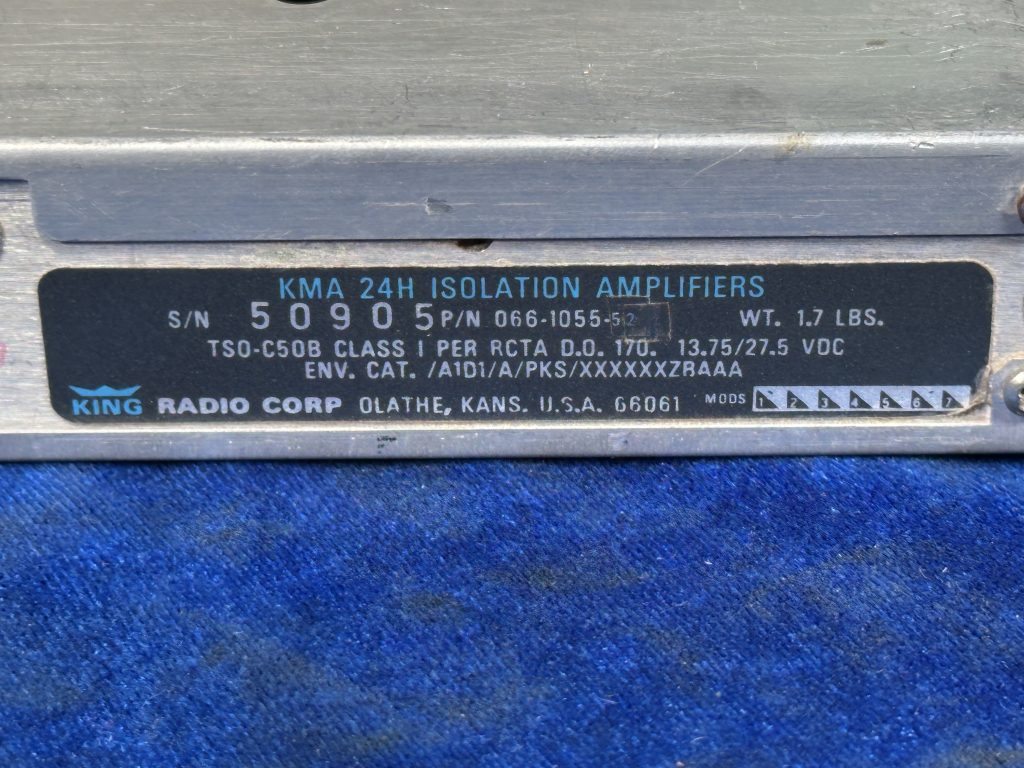 KMA 24H ISOLATION AMPLIFIERS
S/N 50905 P/N 066-1055-52 WT. 1.7 LBS.
TSO-C50B CLASS I PER RCTA D.O. 170. 13.75/27.5 VDC
ENV. CAT. /A1D1/A/PKS/XXXXXXZBAAA
KING RADIO CORP OLATHE, KANS. U.S.A. 66061 MODS 1 2 3 4 5 6 7